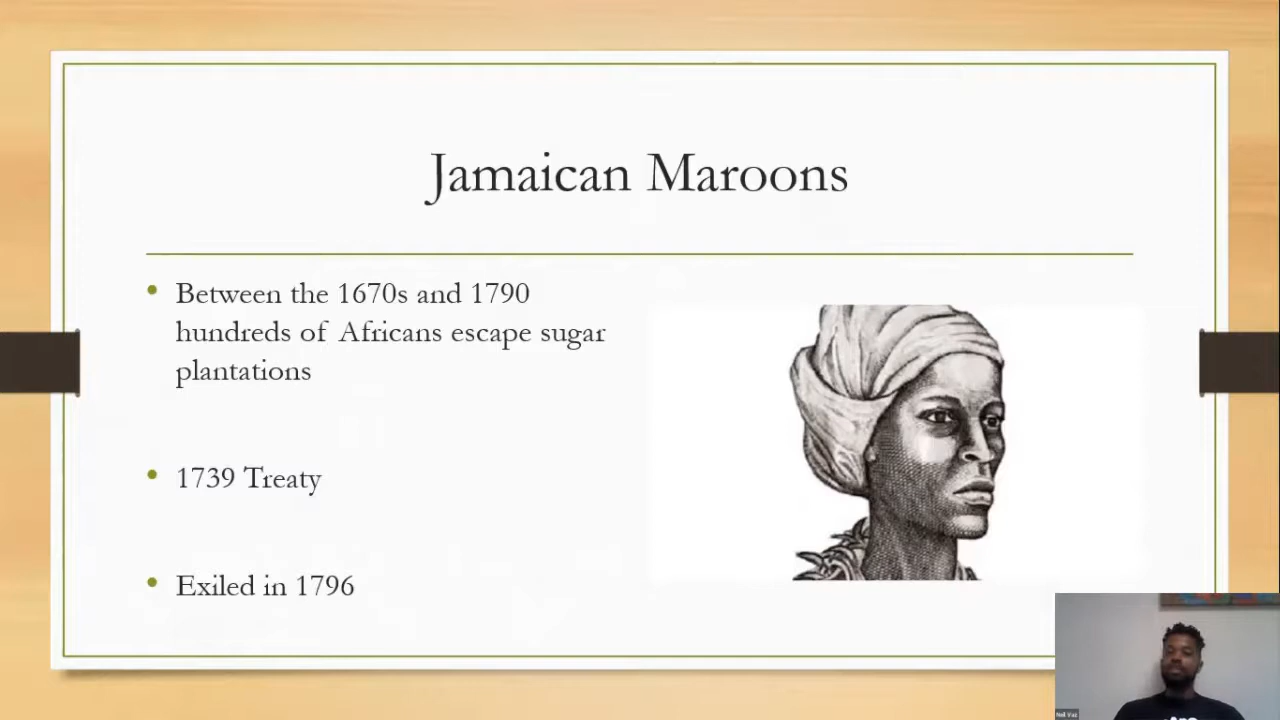 Jamaican Maroons
• Between the 1670s and 1790
hundreds of Africans escape sugar
plantations
• 1739 Treaty
• Exiled in 1796